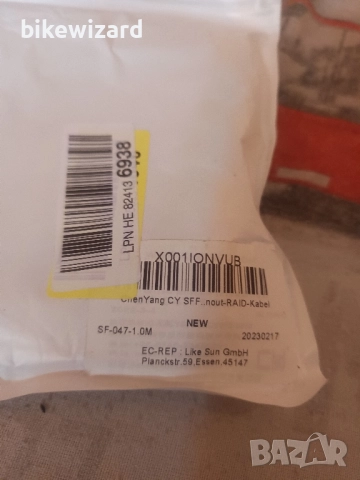 bikewizard
LPN HE 82413 6938
X001IONVUB
ChenYang CY SFF...nout-RAID-Kabel
NEW
SF-047-1.0M
20230217
EC-REP : Like Sun GmbH
Planckstr.59,Essen,45147
BAZAR